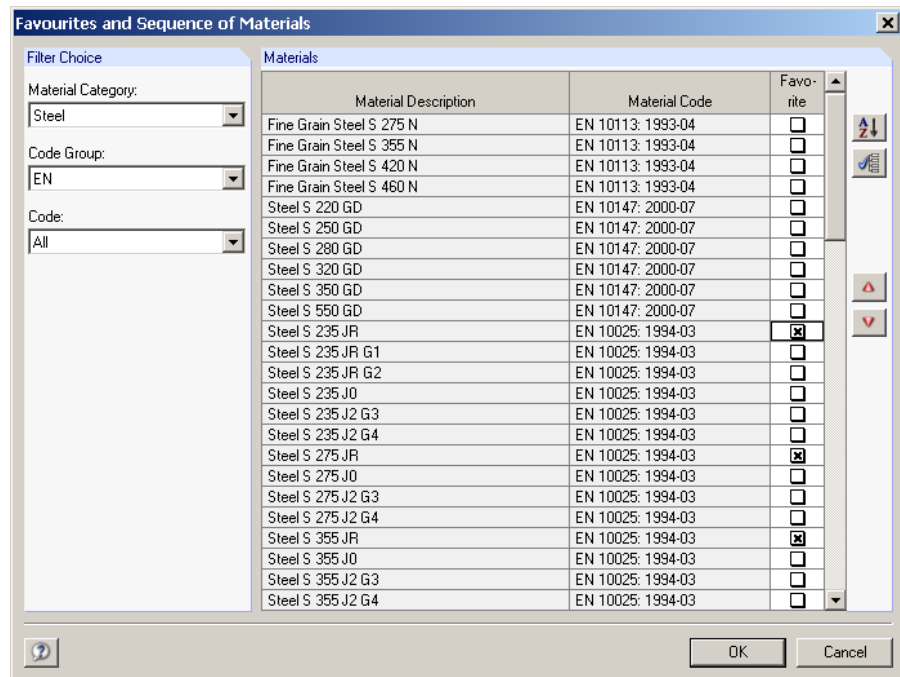 Favourites and Sequence of Materials
Filter Choice
Material Category:
Steel
Code Group:
EN
Code:
All
Materials
Material Description Material Code Favo-rite
Fine Grain Steel S 275 N EN 10113: 1993-04
Fine Grain Steel S 355 N EN 10113: 1993-04
Fine Grain Steel S 420 N EN 10113: 1993-04
Fine Grain Steel S 460 N EN 10113: 1993-04
Steel S 220 GD EN 10147: 2000-07
Steel S 250 GD EN 10147: 2000-07
Steel S 280 GD EN 10147: 2000-07
Steel S 320 GD EN 10147: 2000-07
Steel S 350 GD EN 10147: 2000-07
Steel S 550 GD EN 10147: 2000-07
Steel S 235 JR EN 10025: 1994-03
Steel S 235 JR G1 EN 10025: 1994-03
Steel S 235 JR G2 EN 10025: 1994-03
Steel S 235 J0 EN 10025: 1994-03
Steel S 235 J2 G3 EN 10025: 1994-03
Steel S 235 J2 G4 EN 10025: 1994-03
Steel S 275 JR EN 10025: 1994-03
Steel S 275 J0 EN 10025: 1994-03
Steel S 275 J2 G3 EN 10025: 1994-03
Steel S 275 J2 G4 EN 10025: 1994-03
Steel S 355 JR EN 10025: 1994-03
Steel S 355 J0 EN 10025: 1994-03
Steel S 355 J2 G3 EN 10025: 1994-03
Steel S 355 J2 G4 EN 10025: 1994-03
A
Z
OK
Cancel